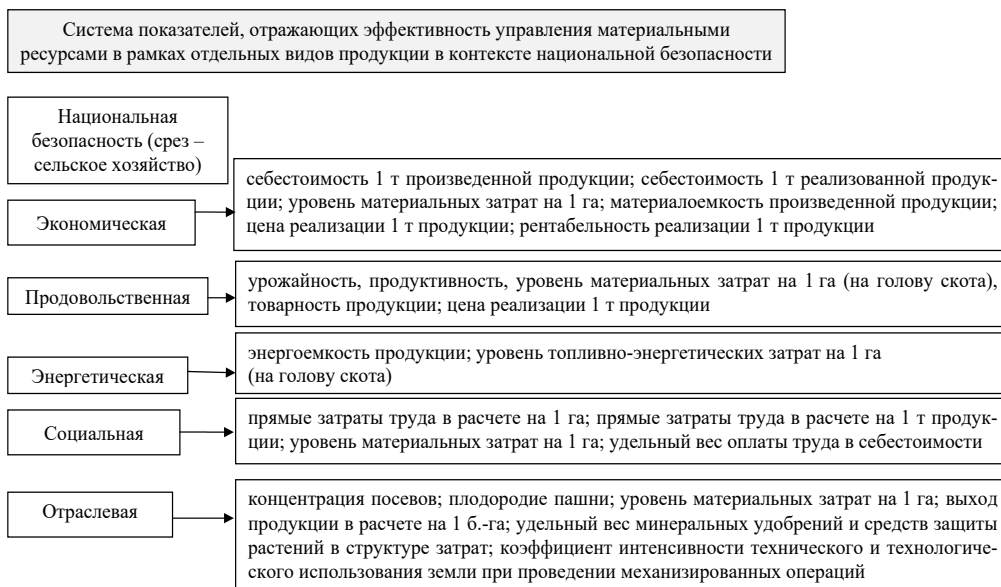 Система показателей, отражающих эффективность управления материальными
ресурсами в рамках отдельных видов продукции в контексте национальной безопасности
Национальная
безопасность (срез –
сельское хозяйство)
Экономическая
себестоимость 1 т произведенной продукции; себестоимость 1 т реализованной продук-
ции; уровень материальных затрат на 1 га; материалоемкость произведенной продукции;
цена реализации 1 т продукции; рентабельность реализации 1 т продукции
Продовольственная
урожайность, продуктивность, уровень материальных затрат на 1 га (на голову скота),
товарность продукции; цена реализации 1 т продукции
Энергетическая
энергоемкость продукции; уровень топливно-энергетических затрат на 1 га
(на голову скота)
Социальная
прямые затраты труда в расчете на 1 га; прямые затраты труда в расчете на 1 т продук-
ции; уровень материальных затрат на 1 га; удельный вес оплаты труда в себестоимости
Отраслевая
концентрация посевов; плодородие пашни; уровень материальных затрат на 1 га; выход
продукции в расчете на 1 б.-га; удельный вес минеральных удобрений и средств защиты
растений в структуре затрат; коэффициент интенсивности технического и технологиче-
ского использования земли при проведении механизированных операций